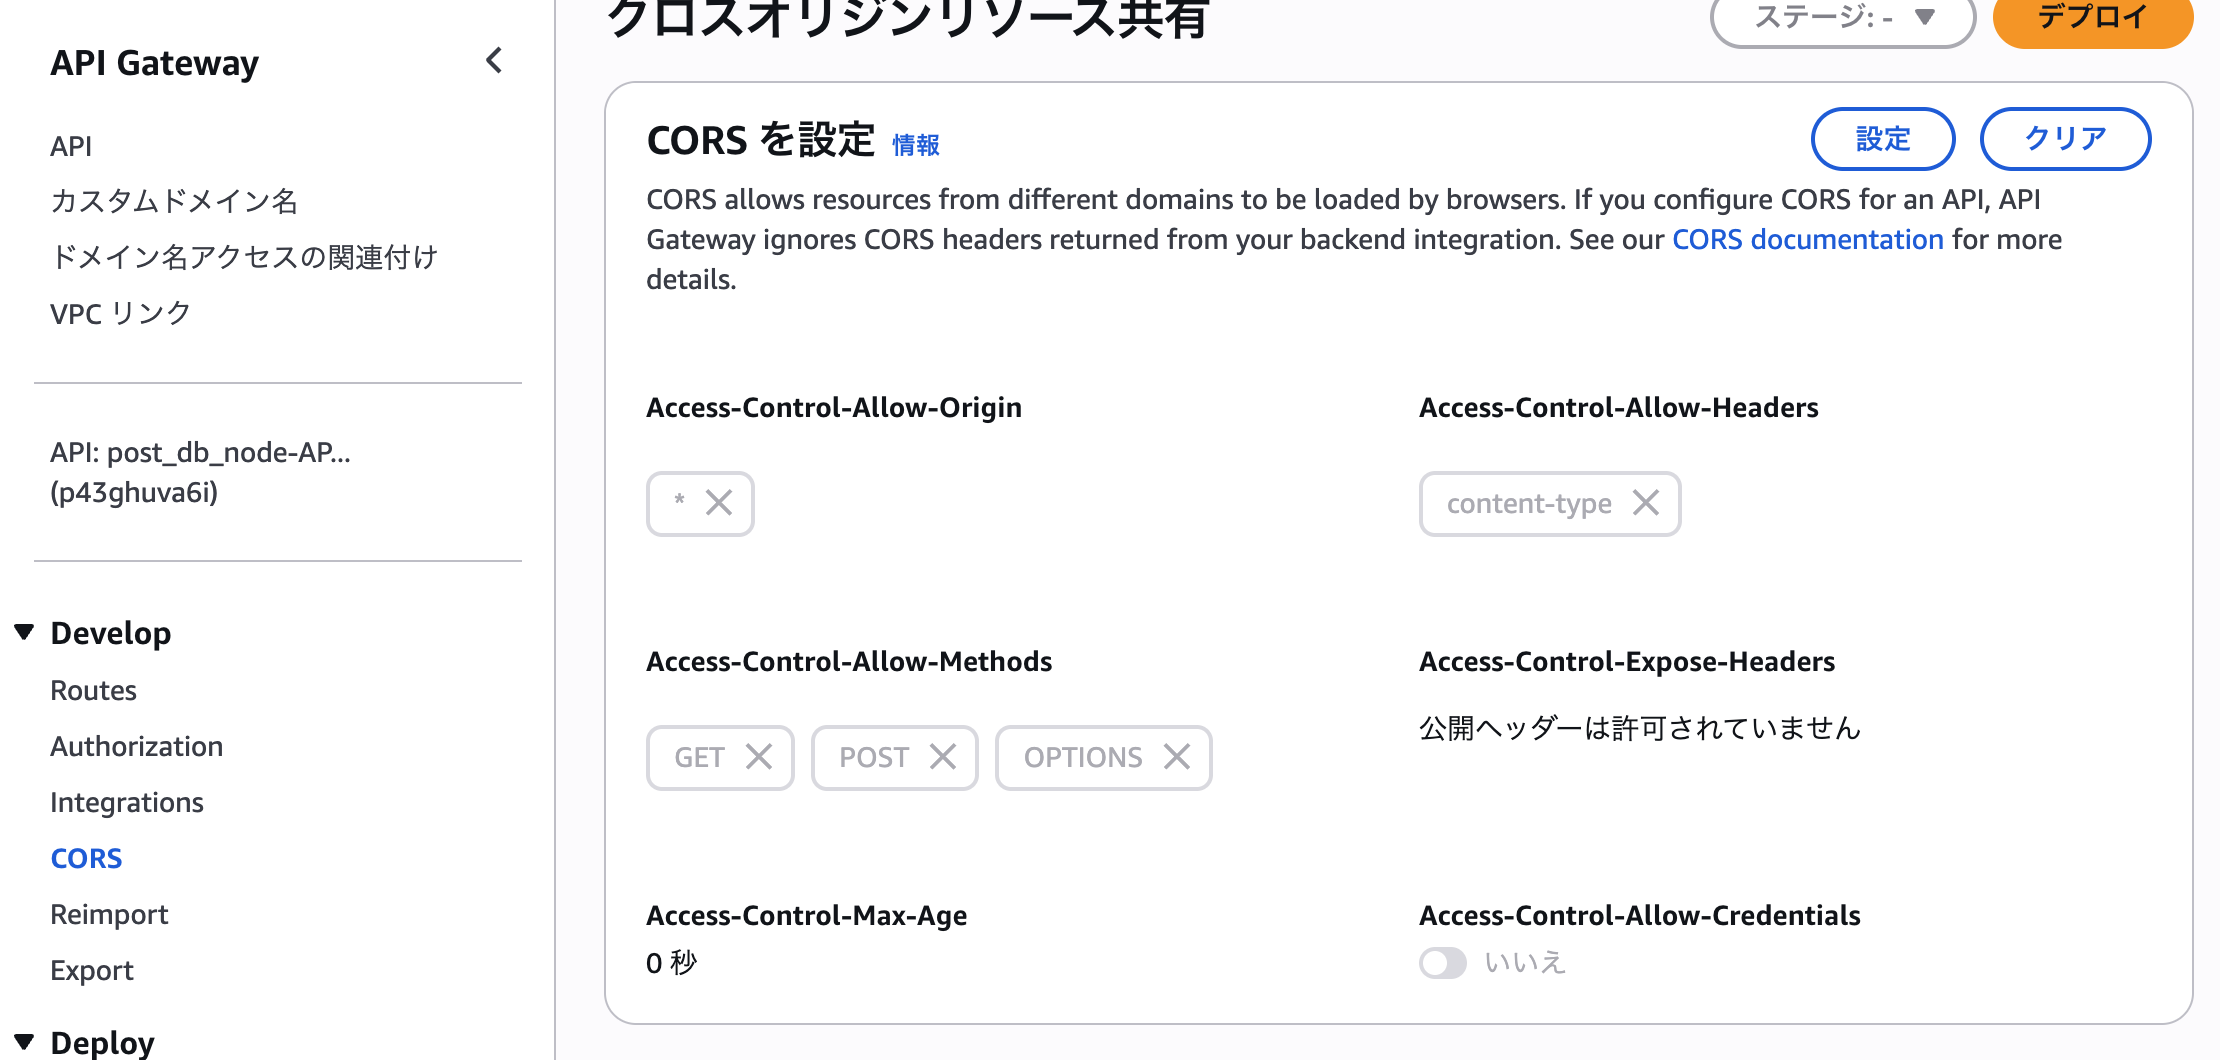 API Gateway
API
カスタムドメイン名
ドメイン名アクセスの関連付け
VPC リンク
API: post_db_node-AP...
(p43ghuva6i)
Develop
Routes
Authorization
Integrations
CORS
Reimport
Export
Deploy
クロスオリジンリソース共有
ステージ: -
デプロイ
CORS を設定 情報
設定
クリア
CORS allows resources from different domains to be loaded by browsers. If you configure CORS for an API, API
Gateway ignores CORS headers returned from your backend integration. See our CORS documentation for more
details.
Access-Control-Allow-Origin
*
Access-Control-Allow-Headers
content-type
Access-Control-Allow-Methods
GET POST OPTIONS
Access-Control-Expose-Headers
公開ヘッダーは許可されていません
Access-Control-Max-Age
0 秒
Access-Control-Allow-Credentials
いいえ